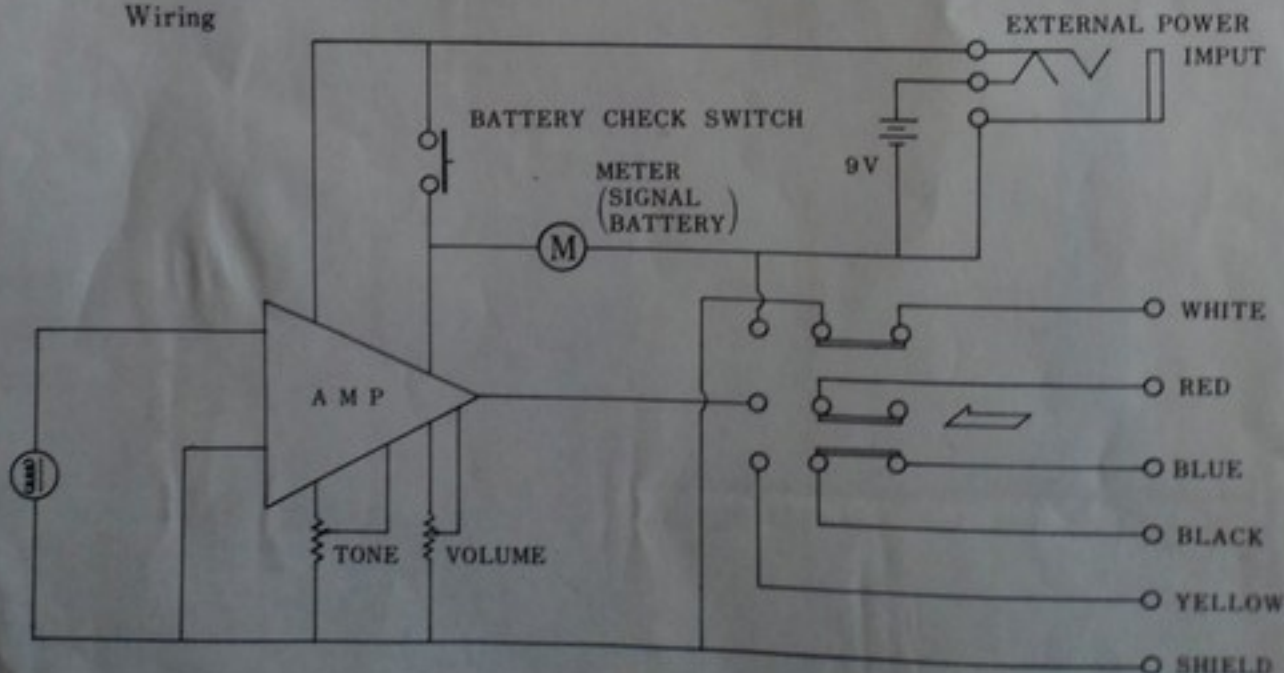 Wiring
EXTERNAL POWER
IMPUT
BATTERY CHECK SWITCH
METER
(SIGNAL
BATTERY)
9V
M
WHITE
AMP
RED
BLUE
BLACK
TONE
VOLUME
YELLOW
SHIELD